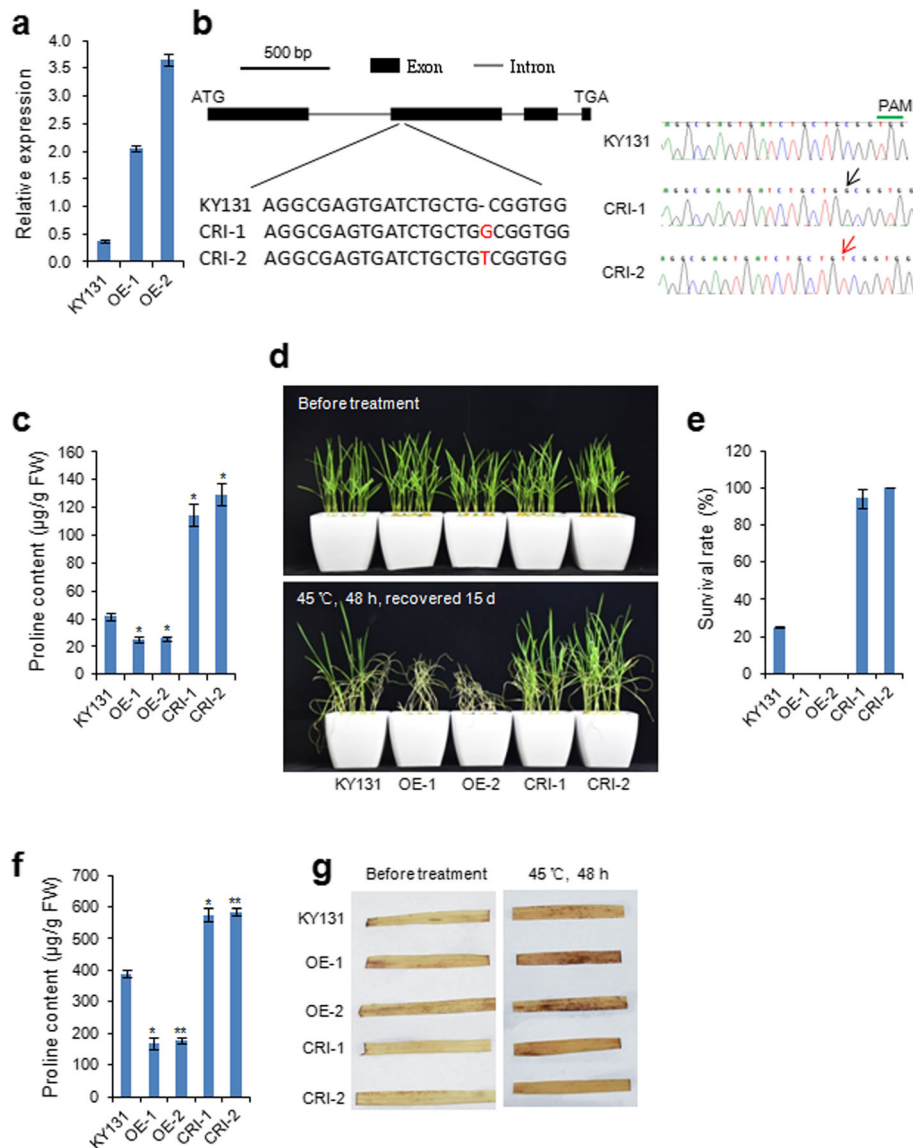 a
Relative expression
4.0
3.5
3.0
2.5
2.0
1.5
1.0
0.5
0.0
KY131
OE-1
OE-2
b
500 bp
Exon
Intron
ATG
TGA
KY131 AGGCGAGTGATCTGCTG-CGGTGG
CRI-1 AGGCGAGTGATCTGCTGGCGGTGG
CRI-2 AGGCGAGTGATCTGCTGTCGGTGG
PAM
AGGCGAGTGATCTGCTGCGGTGG
KY131
AGGCGAGTGATCTGCTGGCGGTGG
CRI-1
AGGCGAGTGATCTGCTGTCGGTGG
CRI-2
c
Proline content (μg/g FW)
160
140
120
100
80
60
40
20
0
* * * *
KY131
OE-1
OE-2
CRI-1
CRI-2
d
Before treatment
45 ℃, 48 h, recovered 15 d
KY131 OE-1 OE-2 CRI-1 CRI-2
e
Survival rate (%)
120
100
80
60
40
20
0
KY131
OE-1
OE-2
CRI-1
CRI-2
f
Proline content (μg/g FW)
700
600
500
400
300
200
100
0
* ** * **
KY131
OE-1
OE-2
CRI-1
CRI-2
g
Before treatment
45 ℃, 48 h
KY131
OE-1
OE-2
CRI-1
CRI-2